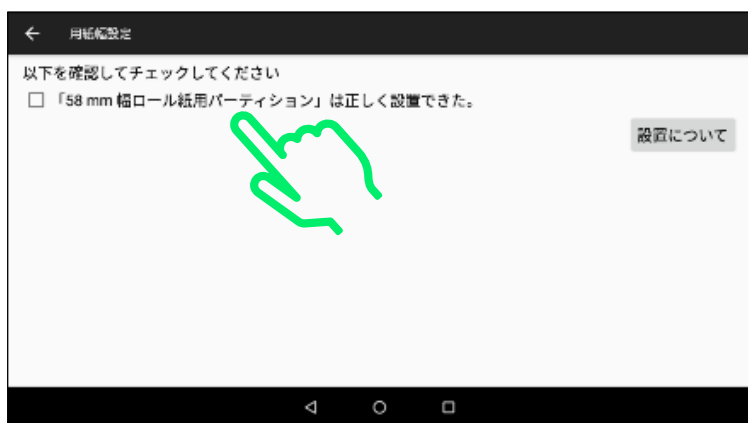 用紙幅設定
以下を確認してチェックしてください
「58 mm 幅ロール紙用パーティション」は正しく設置できた。
設置について